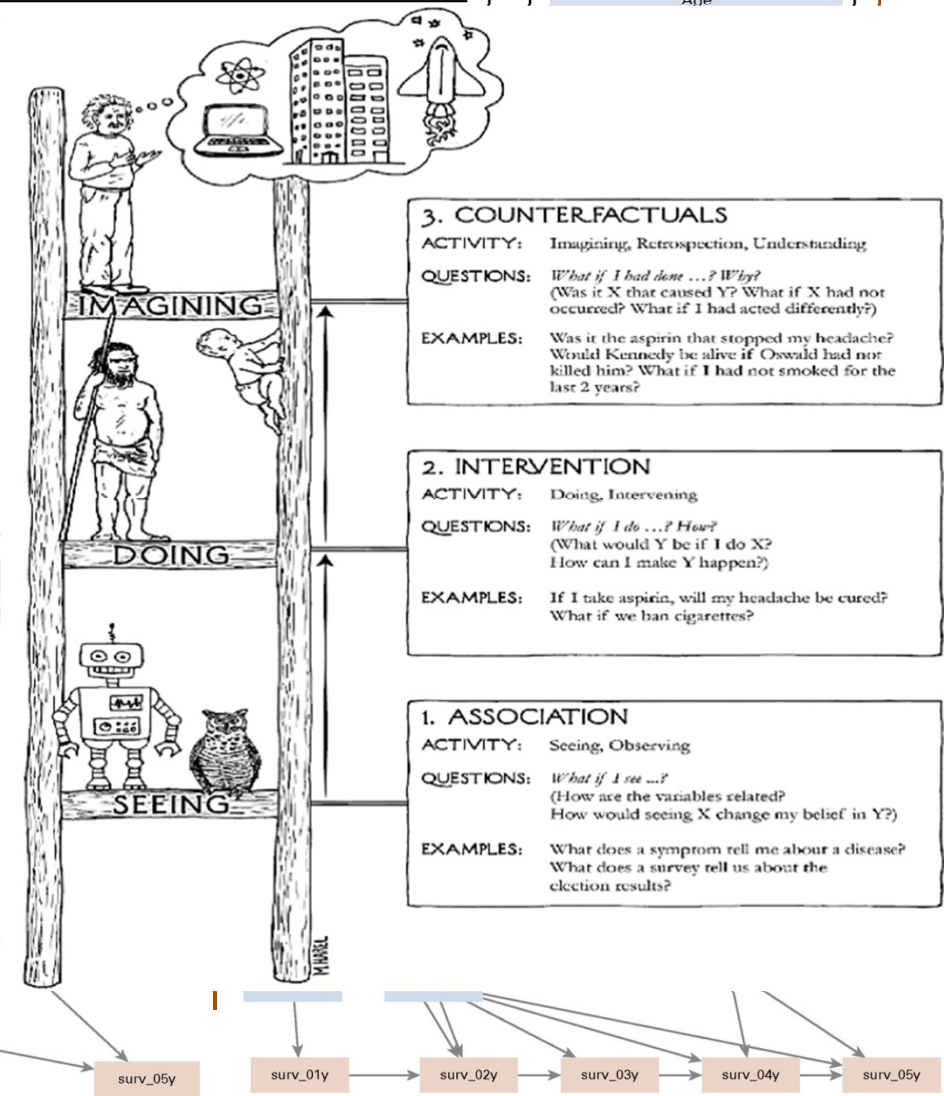 Age
3. COUNTERFACTUALS
ACTIVITY: Imagining, Retrospection, Understanding
QUESTIONS: What if I had done ...? Why?
(Was it X that caused Y? What if X had not
occurred? What if I had acted differently?)
EXAMPLES: Was it the aspirin that stopped my headache?
Would Kennedy be alive if Oswald had not
killed him? What if I had not smoked for the
last 2 years?
IMAGINING
2. INTERVENTION
ACTIVITY: Doing, Intervening
QUESTIONS: What if I do ...? How?
(What would Y be if I do X?
How can I make Y happen?)
EXAMPLES: If I take aspirin, will my headache be cured?
What if we ban cigarettes?
DOING
1. ASSOCIATION
ACTIVITY: Seeing, Observing
QUESTIONS: What if I see ...?
(How are the variables related?
How would seeing X change my belief in Y?)
EXAMPLES: What does a symptom tell me about a disease?
What does a survey tell us about the
election results?
SEEING
M.HAREL
surv_05y
surv_01y
surv_02y
surv_03y
surv_04y
surv_05y